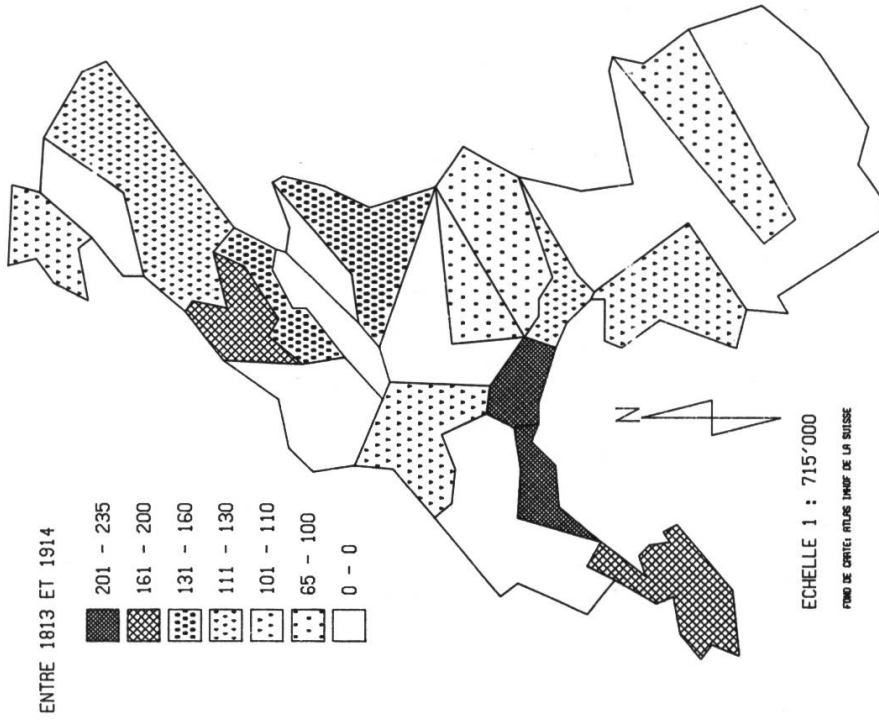 ENTRE 1813 ET 1914
201 - 235
161 - 200
131 - 160
111 - 130
101 - 110
65 - 100
0 - 0
N
ECHELLE 1 : 715'000
FOND DE CARTE: ATLAS IMHOF DE LA SUISSE